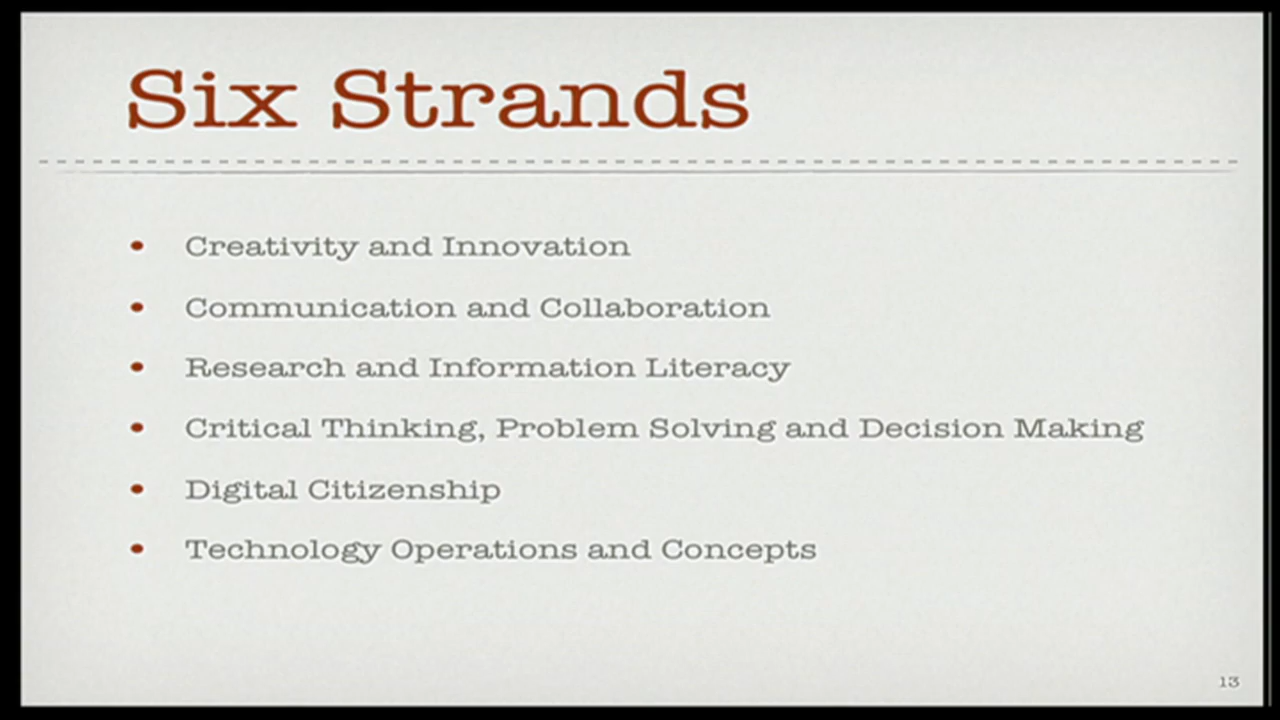 Six Strands
• Creativity and Innovation
• Communication and Collaboration
• Research and Information Literacy
• Critical Thinking, Problem Solving and Decision Making
• Digital Citizenship
• Technology Operations and Concepts
13